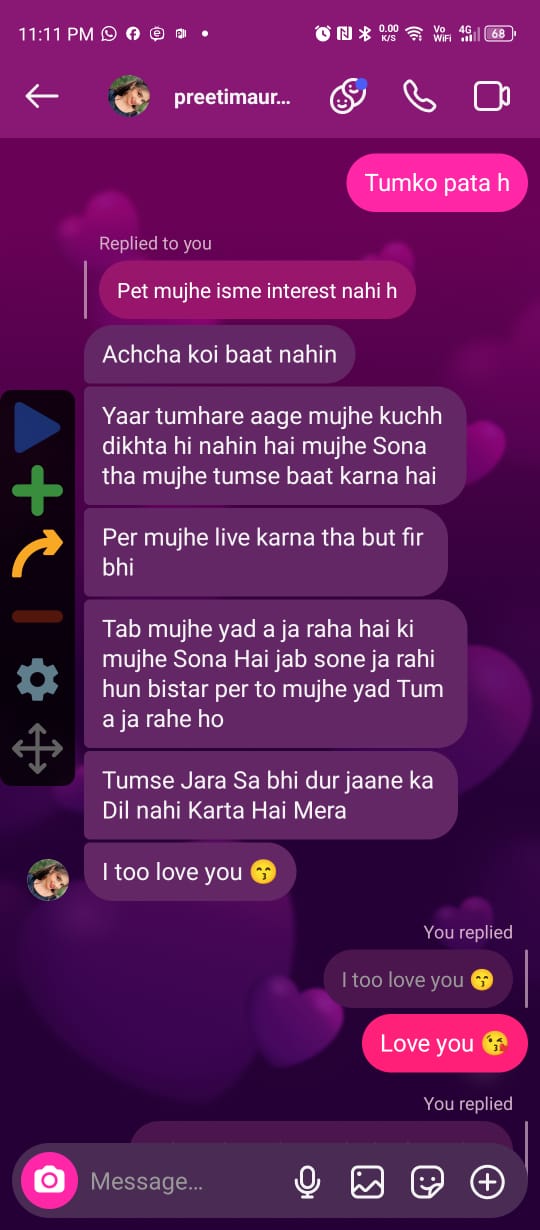 11:11 PM
0.00
K/S
Vo
WiFi
4G
68
preetimaur...
Tumko pata h
Replied to you
Pet mujhe isme interest nahi h
Achcha koi baat nahin
Yaar tumhare aage mujhe kuchh
dikhta hi nahin hai mujhe Sona
tha mujhe tumse baat karna hai
Per mujhe live karna tha but fir
bhi
Tab mujhe yad a ja raha hai ki
mujhe Sona Hai jab sone ja rahi
hun bistar per to mujhe yad Tum
a ja rahe ho
Tumse Jara Sa bhi dur jaane ka
Dil nahi Karta Hai Mera
I too love you 😙
You replied
I too love you 😙
Love you 😘
You replied
Message...